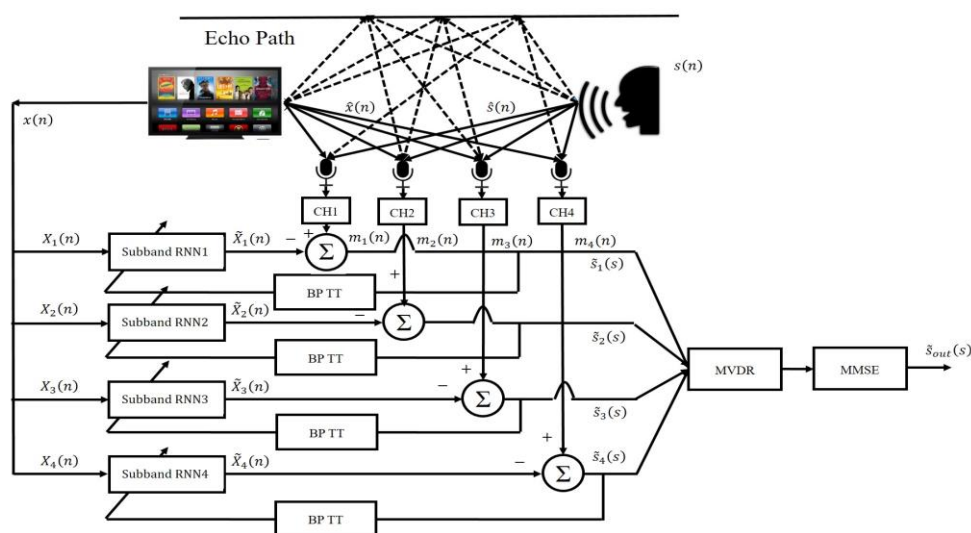 Echo Path
s(n)
x(n)
x̂(n)
ŝ(n)
CH1
CH2
CH3
CH4
X₁(n)
Subband RNN1
X̃₁(n)
−
+
Σ
m₁(n)
m₂(n)
m₃(n)
m₄(n)
s̃₁(s)
BP TT
X₂(n)
Subband RNN2
X̃₂(n)
−
+
Σ
s̃₂(s)
BP TT
X₃(n)
Subband RNN3
X̃₃(n)
−
+
Σ
s̃₃(s)
BP TT
X₄(n)
Subband RNN4
X̃₄(n)
−
+
Σ
s̃₄(s)
BP TT
MVDR
MMSE
s̃ₒᵤₜ(s)